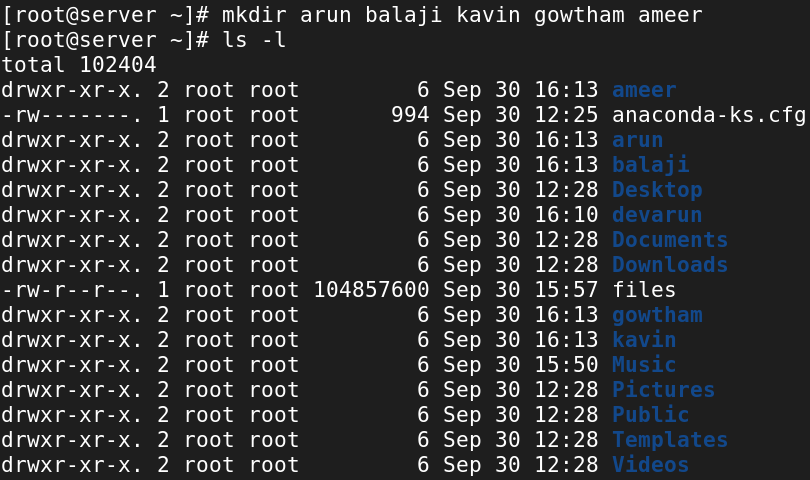 [root@server ~]# mkdir arun balaji kavin gowtham ameer
[root@server ~]# ls -l
total 102404
drwxr-xr-x. 2 root root         6 Sep 30 16:13 ameer
-rw-------. 1 root root       994 Sep 30 12:25 anaconda-ks.cfg
drwxr-xr-x. 2 root root         6 Sep 30 16:13 arun
drwxr-xr-x. 2 root root         6 Sep 30 16:13 balaji
drwxr-xr-x. 2 root root         6 Sep 30 12:28 Desktop
drwxr-xr-x. 2 root root         6 Sep 30 16:10 devarun
drwxr-xr-x. 2 root root         6 Sep 30 12:28 Documents
drwxr-xr-x. 2 root root         6 Sep 30 12:28 Downloads
-rw-r--r--. 1 root root 104857600 Sep 30 15:57 files
drwxr-xr-x. 2 root root         6 Sep 30 16:13 gowtham
drwxr-xr-x. 2 root root         6 Sep 30 16:13 kavin
drwxr-xr-x. 2 root root         6 Sep 30 15:50 Music
drwxr-xr-x. 2 root root         6 Sep 30 12:28 Pictures
drwxr-xr-x. 2 root root         6 Sep 30 12:28 Public
drwxr-xr-x. 2 root root         6 Sep 30 12:28 Templates
drwxr-xr-x. 2 root root         6 Sep 30 12:28 Videos